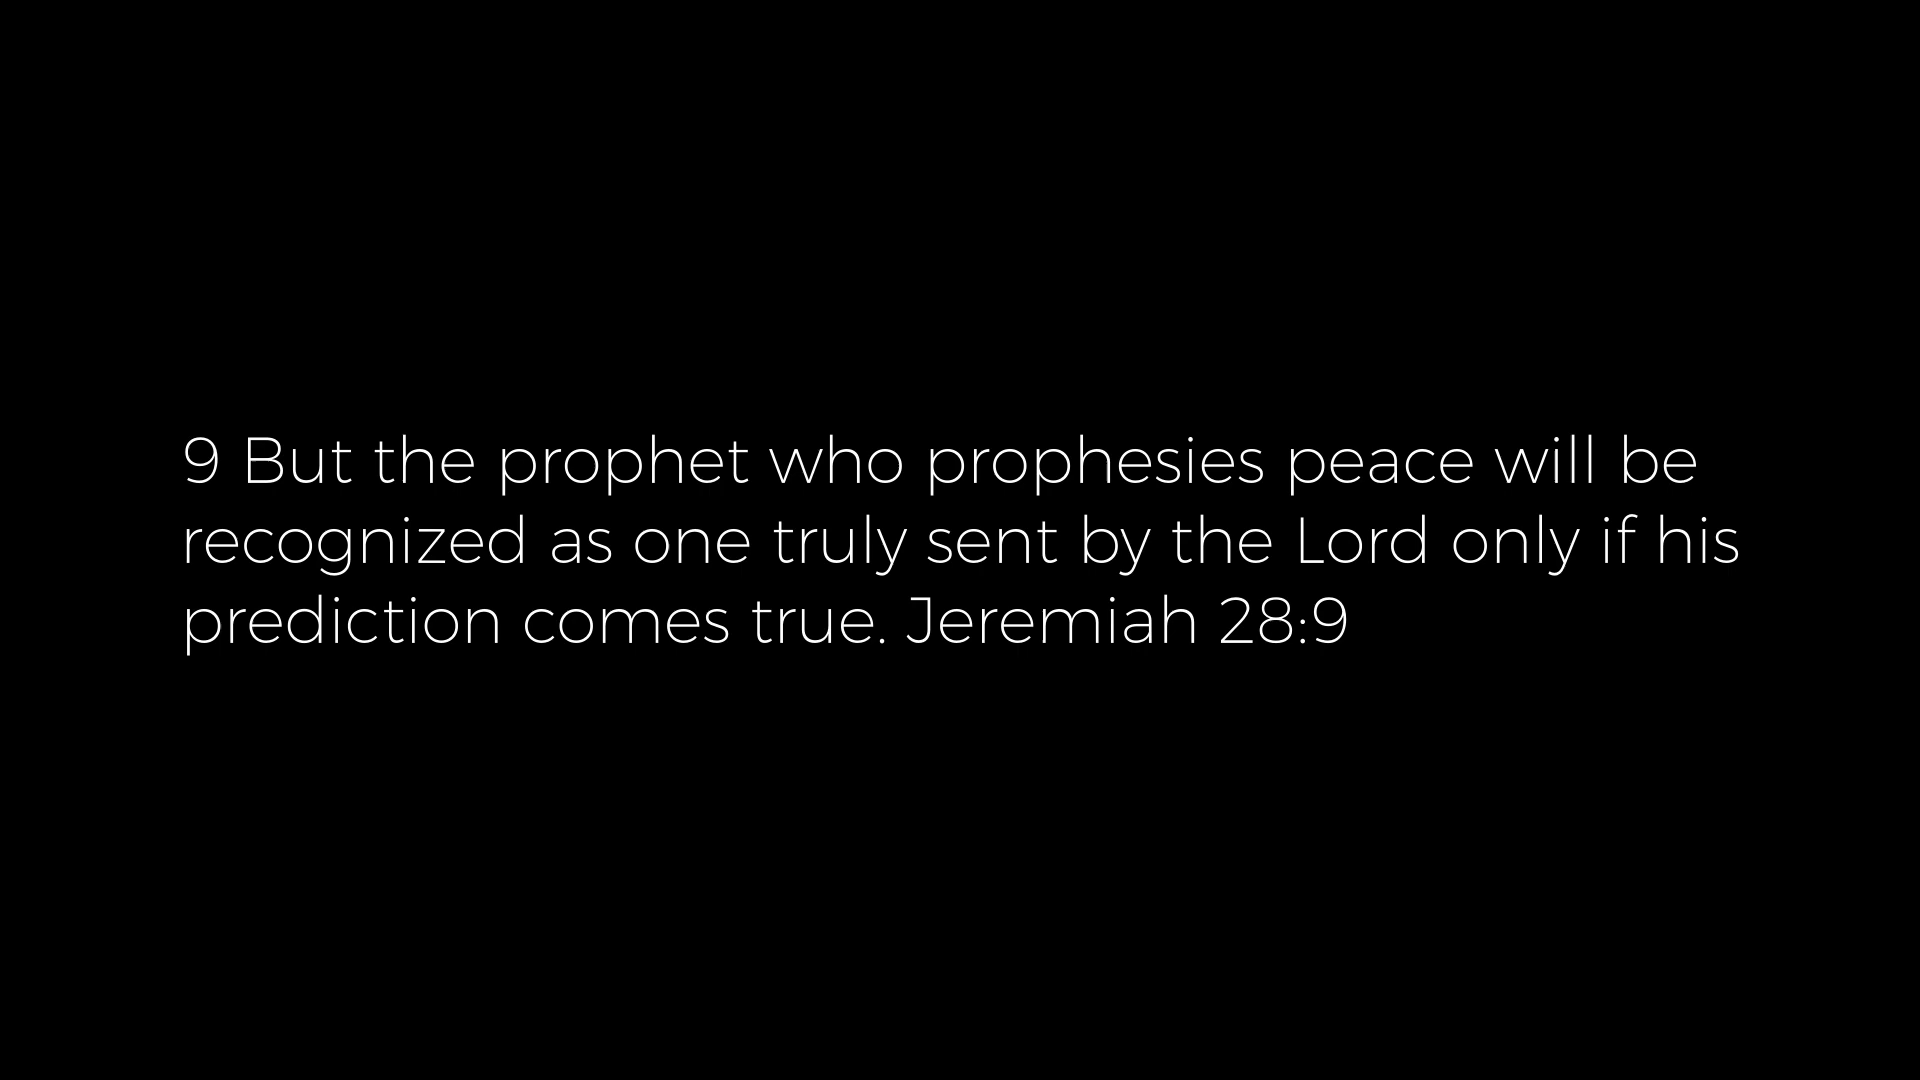 9 But the prophet who prophesies peace will be
recognized as one truly sent by the Lord only if his
prediction comes true. Jeremiah 28:9